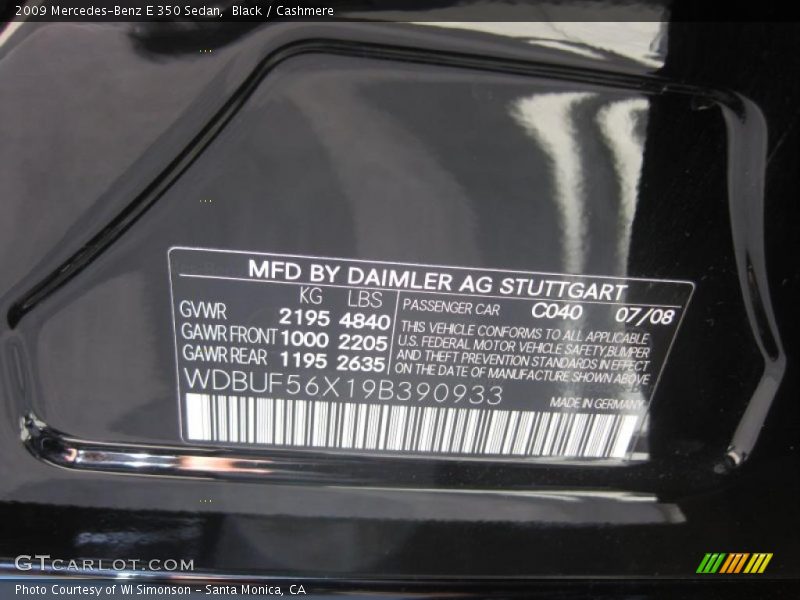 2009 Mercedes-Benz E 350 Sedan, Black / Cashmere
MFD BY DAIMLER AG STUTTGART
KG LBS
GVWR 2195 4840
GAWR FRONT 1000 2205
GAWR REAR 1195 2635
PASSENGER CAR C040 07/08
THIS VEHICLE CONFORMS TO ALL APPLICABLE
U.S. FEDERAL MOTOR VEHICLE SAFETY,BUMPER
AND THEFT PREVENTION STANDARDS IN EFFECT
ON THE DATE OF MANUFACTURE SHOWN ABOVE
WDBUF56X19B390933
MADE IN GERMANY
GTCARLOT.COM
Photo Courtesy of WI Simonson - Santa Monica, CA